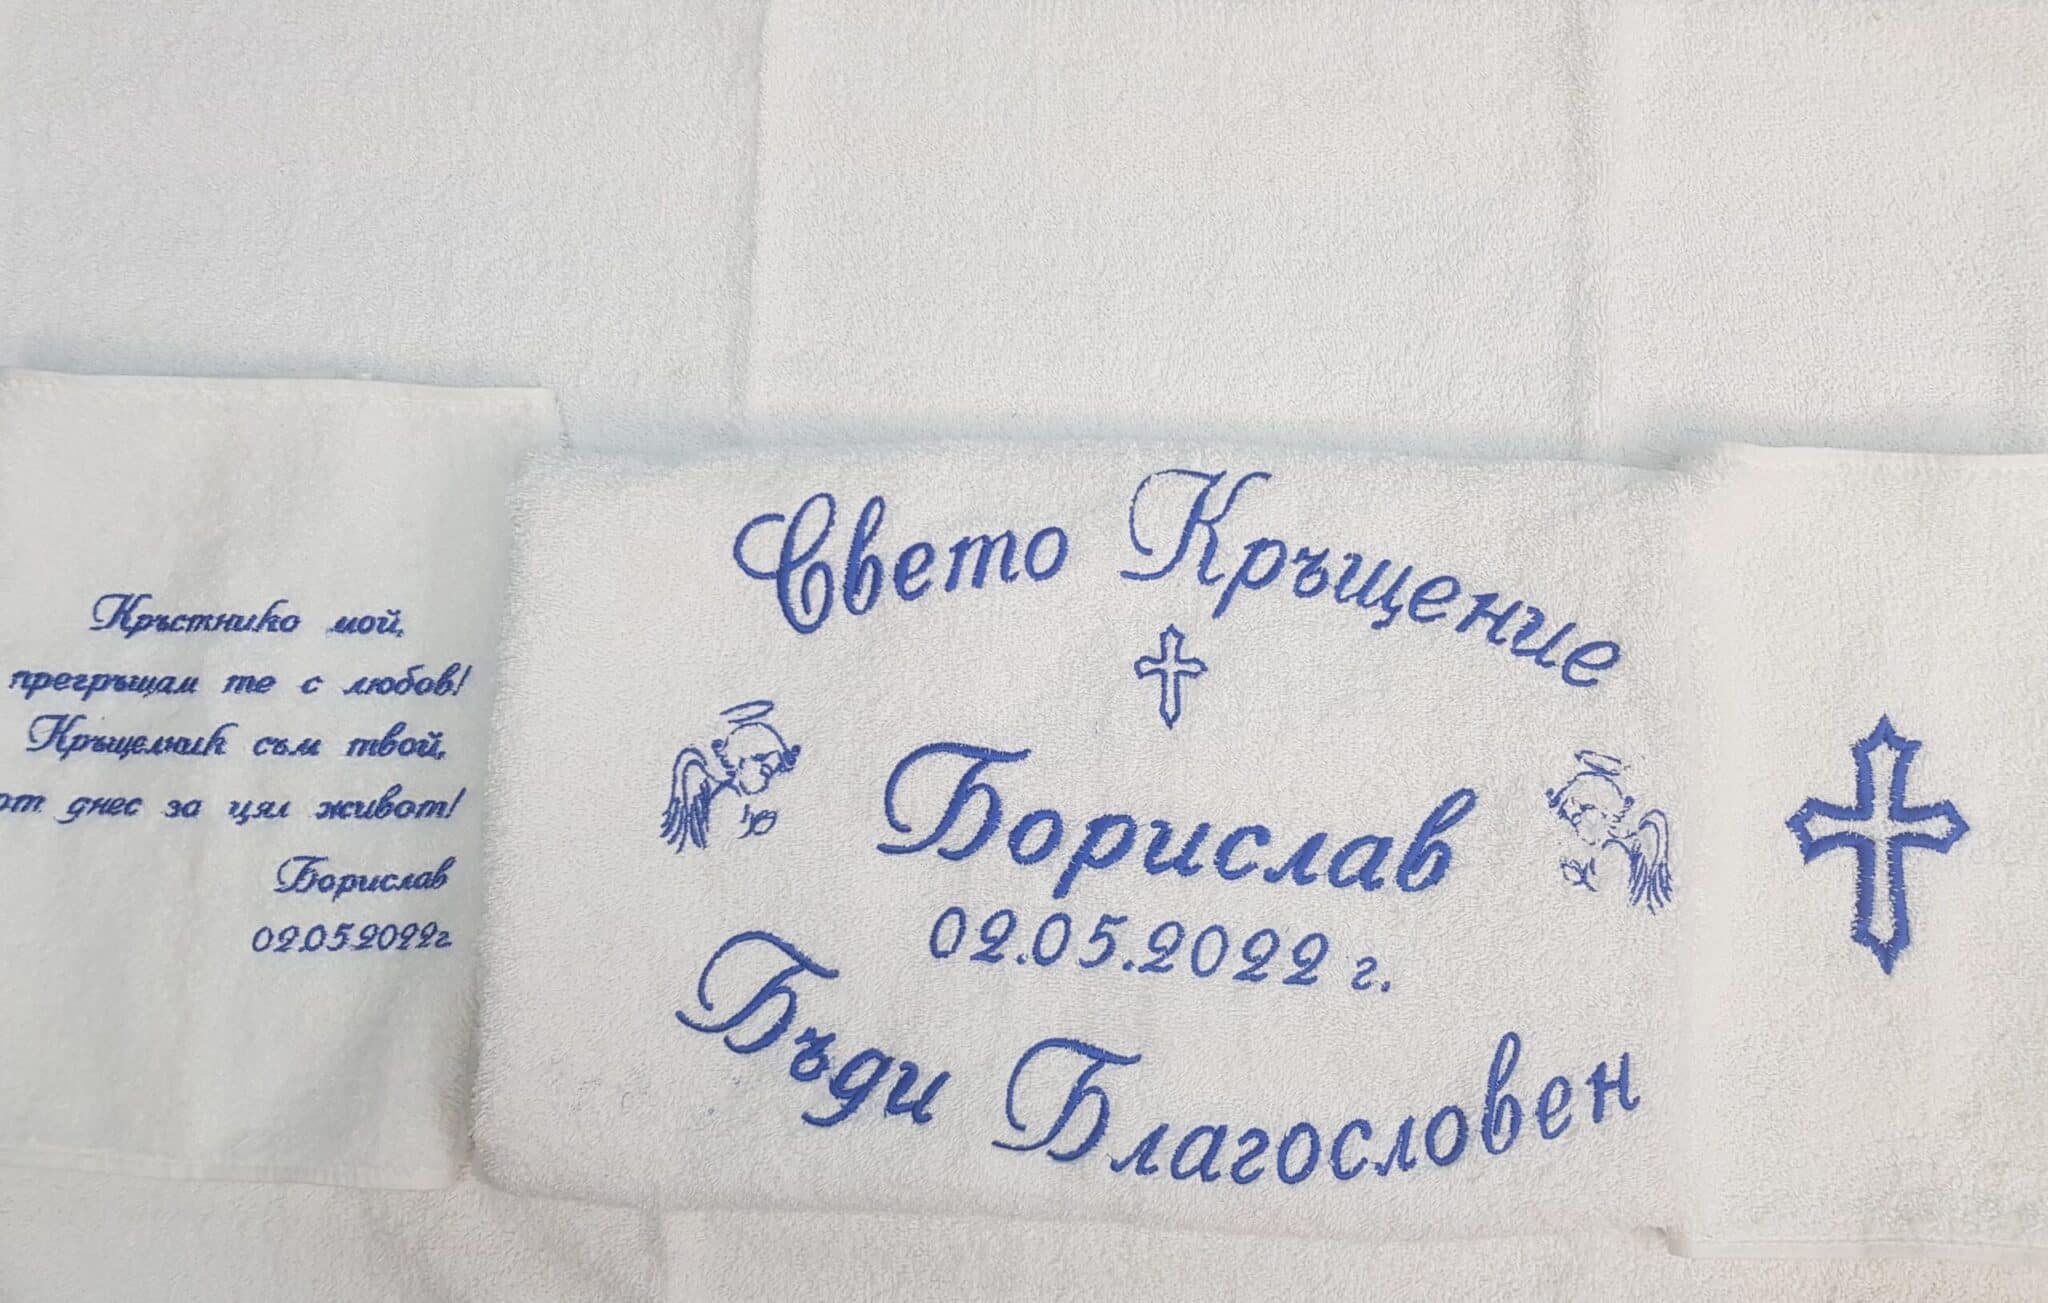 Кръстнико мой,
прегръщам те с любов!
Кръщелник съм твой,
от днес за цял живот!
Борислав
02.05.2022г
Свето Кръщение
Борислав
02.05.2022 г.
Бъди Благословен